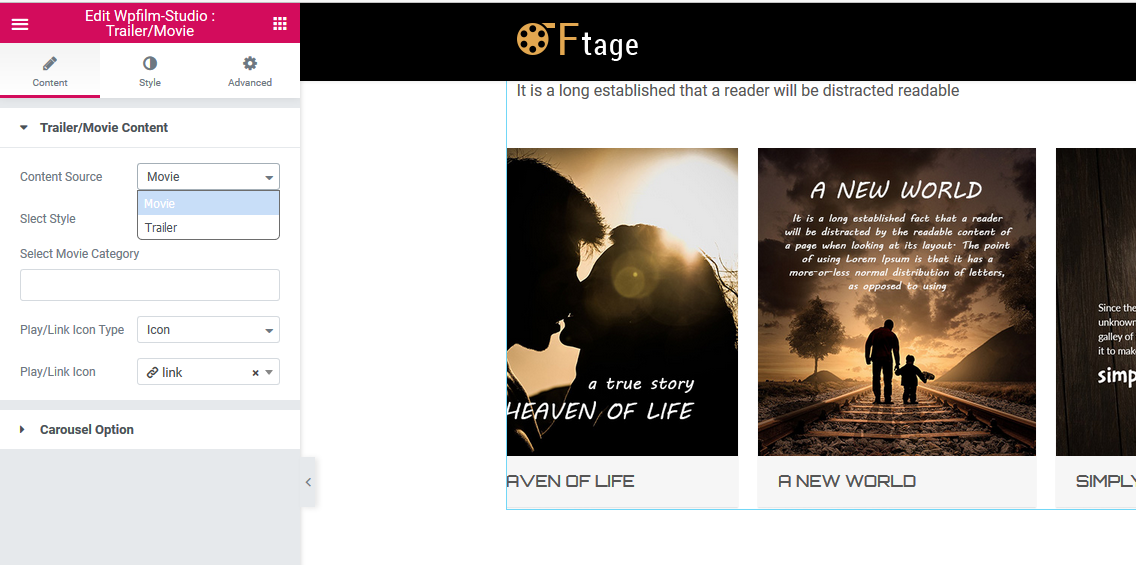 Edit Wpfilm-Studio :
Trailer/Movie
Content
Style
Advanced
Trailer/Movie Content
Content Source
Movie
Movie
Trailer
Slect Style
Select Movie Category
Play/Link Icon Type
Icon
Play/Link Icon
link
×
Carousel Option
Ftage
It is a long established that a reader will be distracted readable
a true story
HEAVEN OF LIFE
AVEN OF LIFE
A NEW WORLD
It is a long established fact that a reader
will be distracted by the readable content of
a page when looking at its layout. The point
of using Lorem Ipsum is that it has a
more-or-less normal distribution of letters,
as opposed to using
A NEW WORLD
Since the
unknown
galley of
it to make
simp
SIMPLY